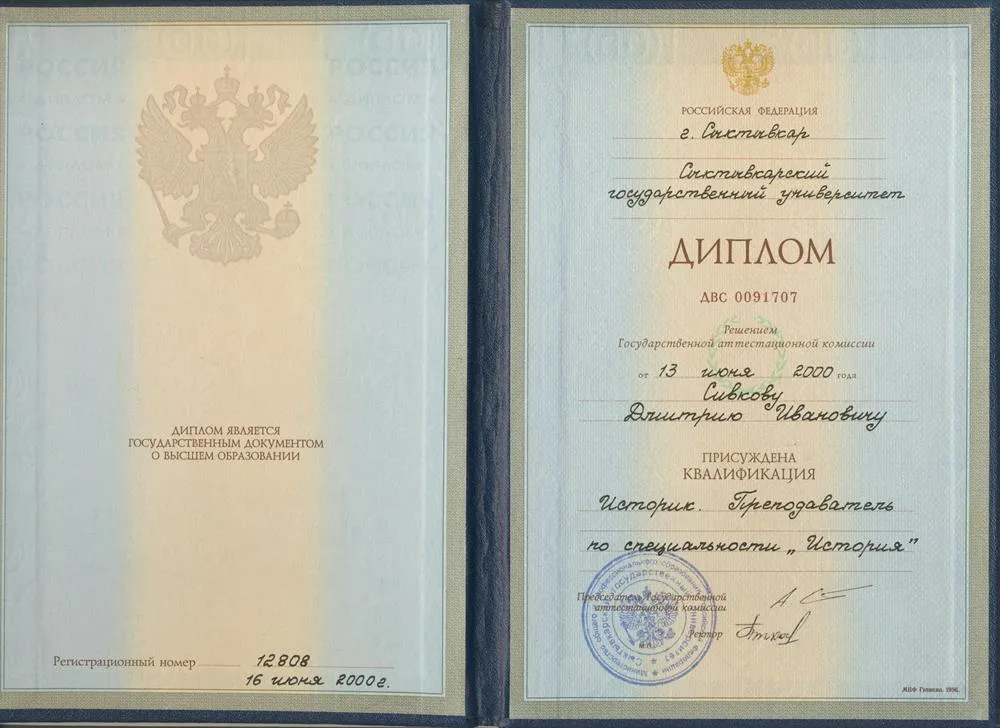 ДИПЛОМ ЯВЛЯЕТСЯ
ГОСУДАРСТВЕННЫМ ДОКУМЕНТОМ
О ВЫСШЕМ ОБРАЗОВАНИИ
Регистрационный номер 12808
16 июня 2000г.
РОССИЙСКАЯ ФЕДЕРАЦИЯ
г. Сыктывкар
Сыктывкарский
государственный университет
ДИПЛОМ
ДВС 0091707
Решением
Государственной аттестационной комиссии
от 13 июня 2000 года
Сивкову
Дмитрию Ивановичу
ПРИСУЖДЕНА
КВАЛИФИКАЦИЯ
Историк. Преподаватель
по специальности „История"
Председатель Государственной
аттестационной комиссии
Ректор
МПФ Гознака. 1996.